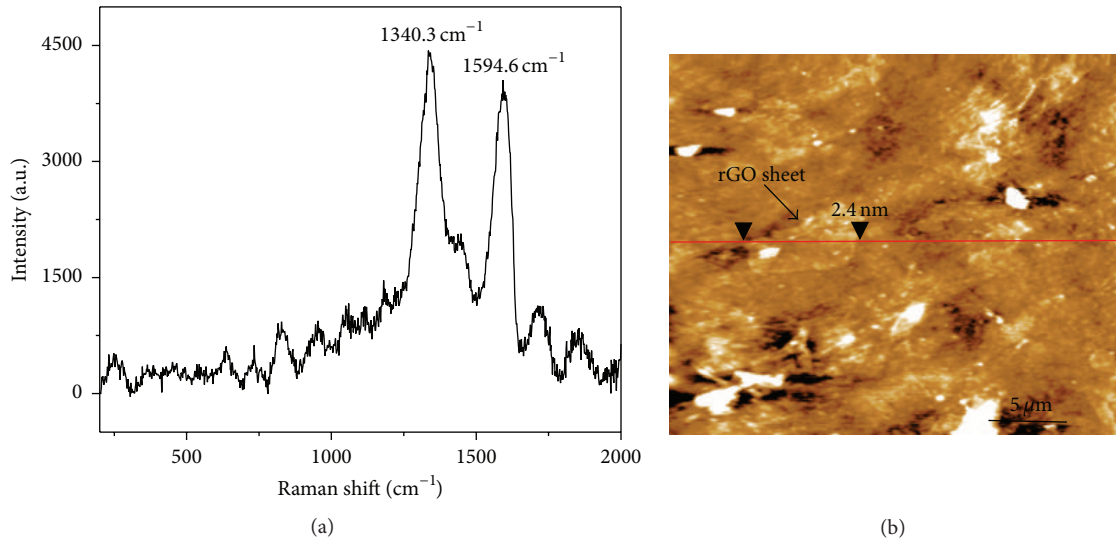 1340.3 cm⁻¹
1594.6 cm⁻¹
4500
3000
1500
0
Intensity (a.u.)
500
1000
1500
2000
Raman shift (cm⁻¹)
(a)
rGO sheet
2.4 nm
5 μm
(b)